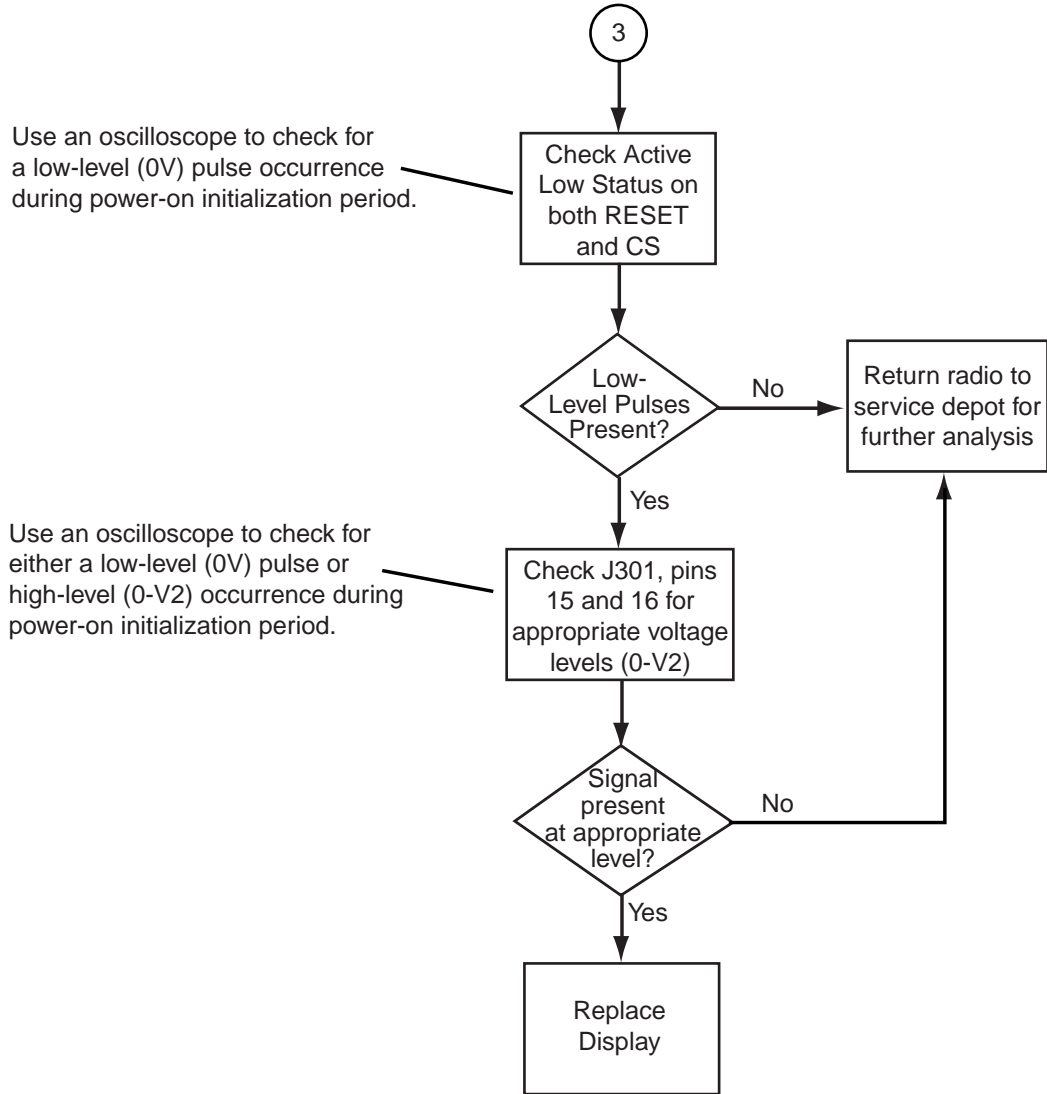 3
Use an oscilloscope to check for
a low-level (0V) pulse occurrence
during power-on initialization period.
Check Active
Low Status on
both RESET
and CS
Low-
Level Pulses
Present?
No
Return radio to
service depot for
further analysis
Yes
Use an oscilloscope to check for
either a low-level (0V) pulse or
high-level (0-V2) occurrence during
power-on initialization period.
Check J301, pins
15 and 16 for
appropriate voltage
levels (0-V2)
Signal
present
at appropriate
level?
No
Yes
Replace
Display